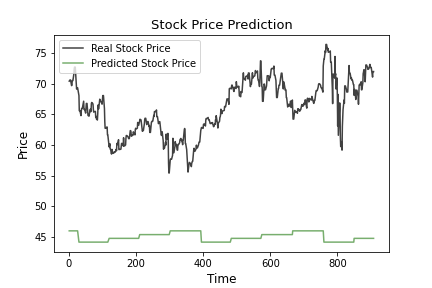 Stock Price Prediction
Real Stock Price
Predicted Stock Price
75
70
65
60
55
50
45
Price
0 200 400 600 800
Time